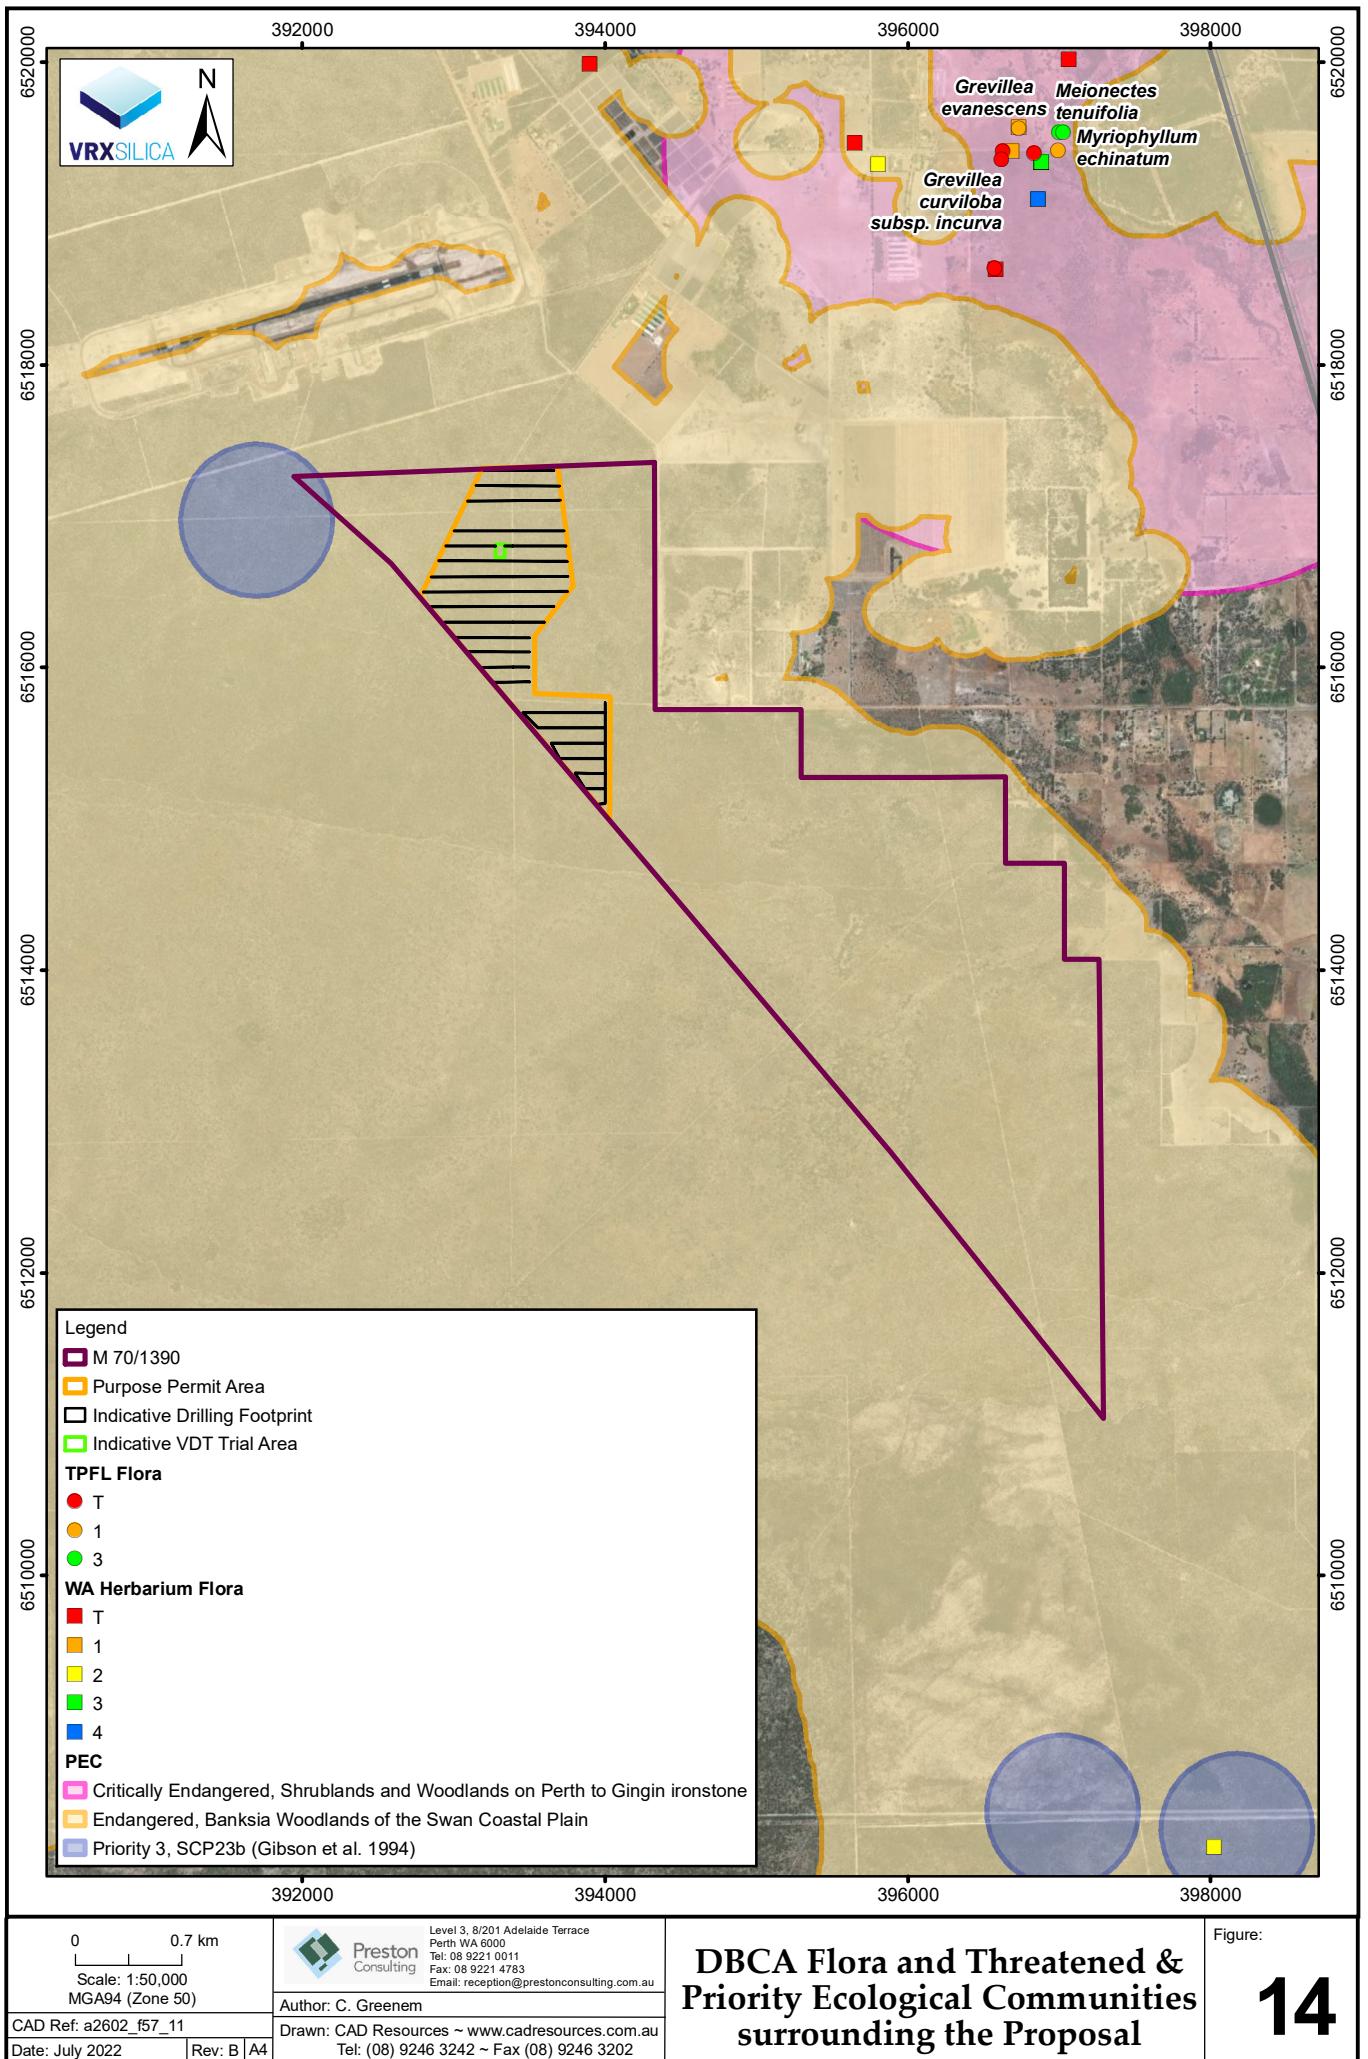 392000
394000
396000
398000
6520000
6520000
N
VRXSILICA
Grevillea
evanescens
Meionectes
tenuifolia
Myriophyllum
echinatum
Grevillea
curviloba
subsp. incurva
6518000
6518000
6516000
6516000
6514000
6514000
6512000
6512000
6510000
6510000
Legend
M 70/1390
Purpose Permit Area
Indicative Drilling Footprint
Indicative VDT Trial Area
TPFL Flora
T
1
3
WA Herbarium Flora
T
1
2
3
4
PEC
Critically Endangered, Shrublands and Woodlands on Perth to Gingin ironstone
Endangered, Banksia Woodlands of the Swan Coastal Plain
Priority 3, SCP23b (Gibson et al. 1994)
392000
394000
396000
398000
0 0.7 km
Scale: 1:50,000
MGA94 (Zone 50)
CAD Ref: a2602_f57_11
Date: July 2022
Rev: B
A4
Preston
Consulting
Level 3, 8/201 Adelaide Terrace
Perth WA 6000
Tel: 08 9221 0011
Fax: 08 9221 4783
Email: reception@prestonconsulting.com.au
Author: C. Greenem
Drawn: CAD Resources ~ www.cadresources.com.au
Tel: (08) 9246 3242 ~ Fax (08) 9246 3202
DBCA Flora and Threatened &
Priority Ecological Communities
surrounding the Proposal
Figure:
14